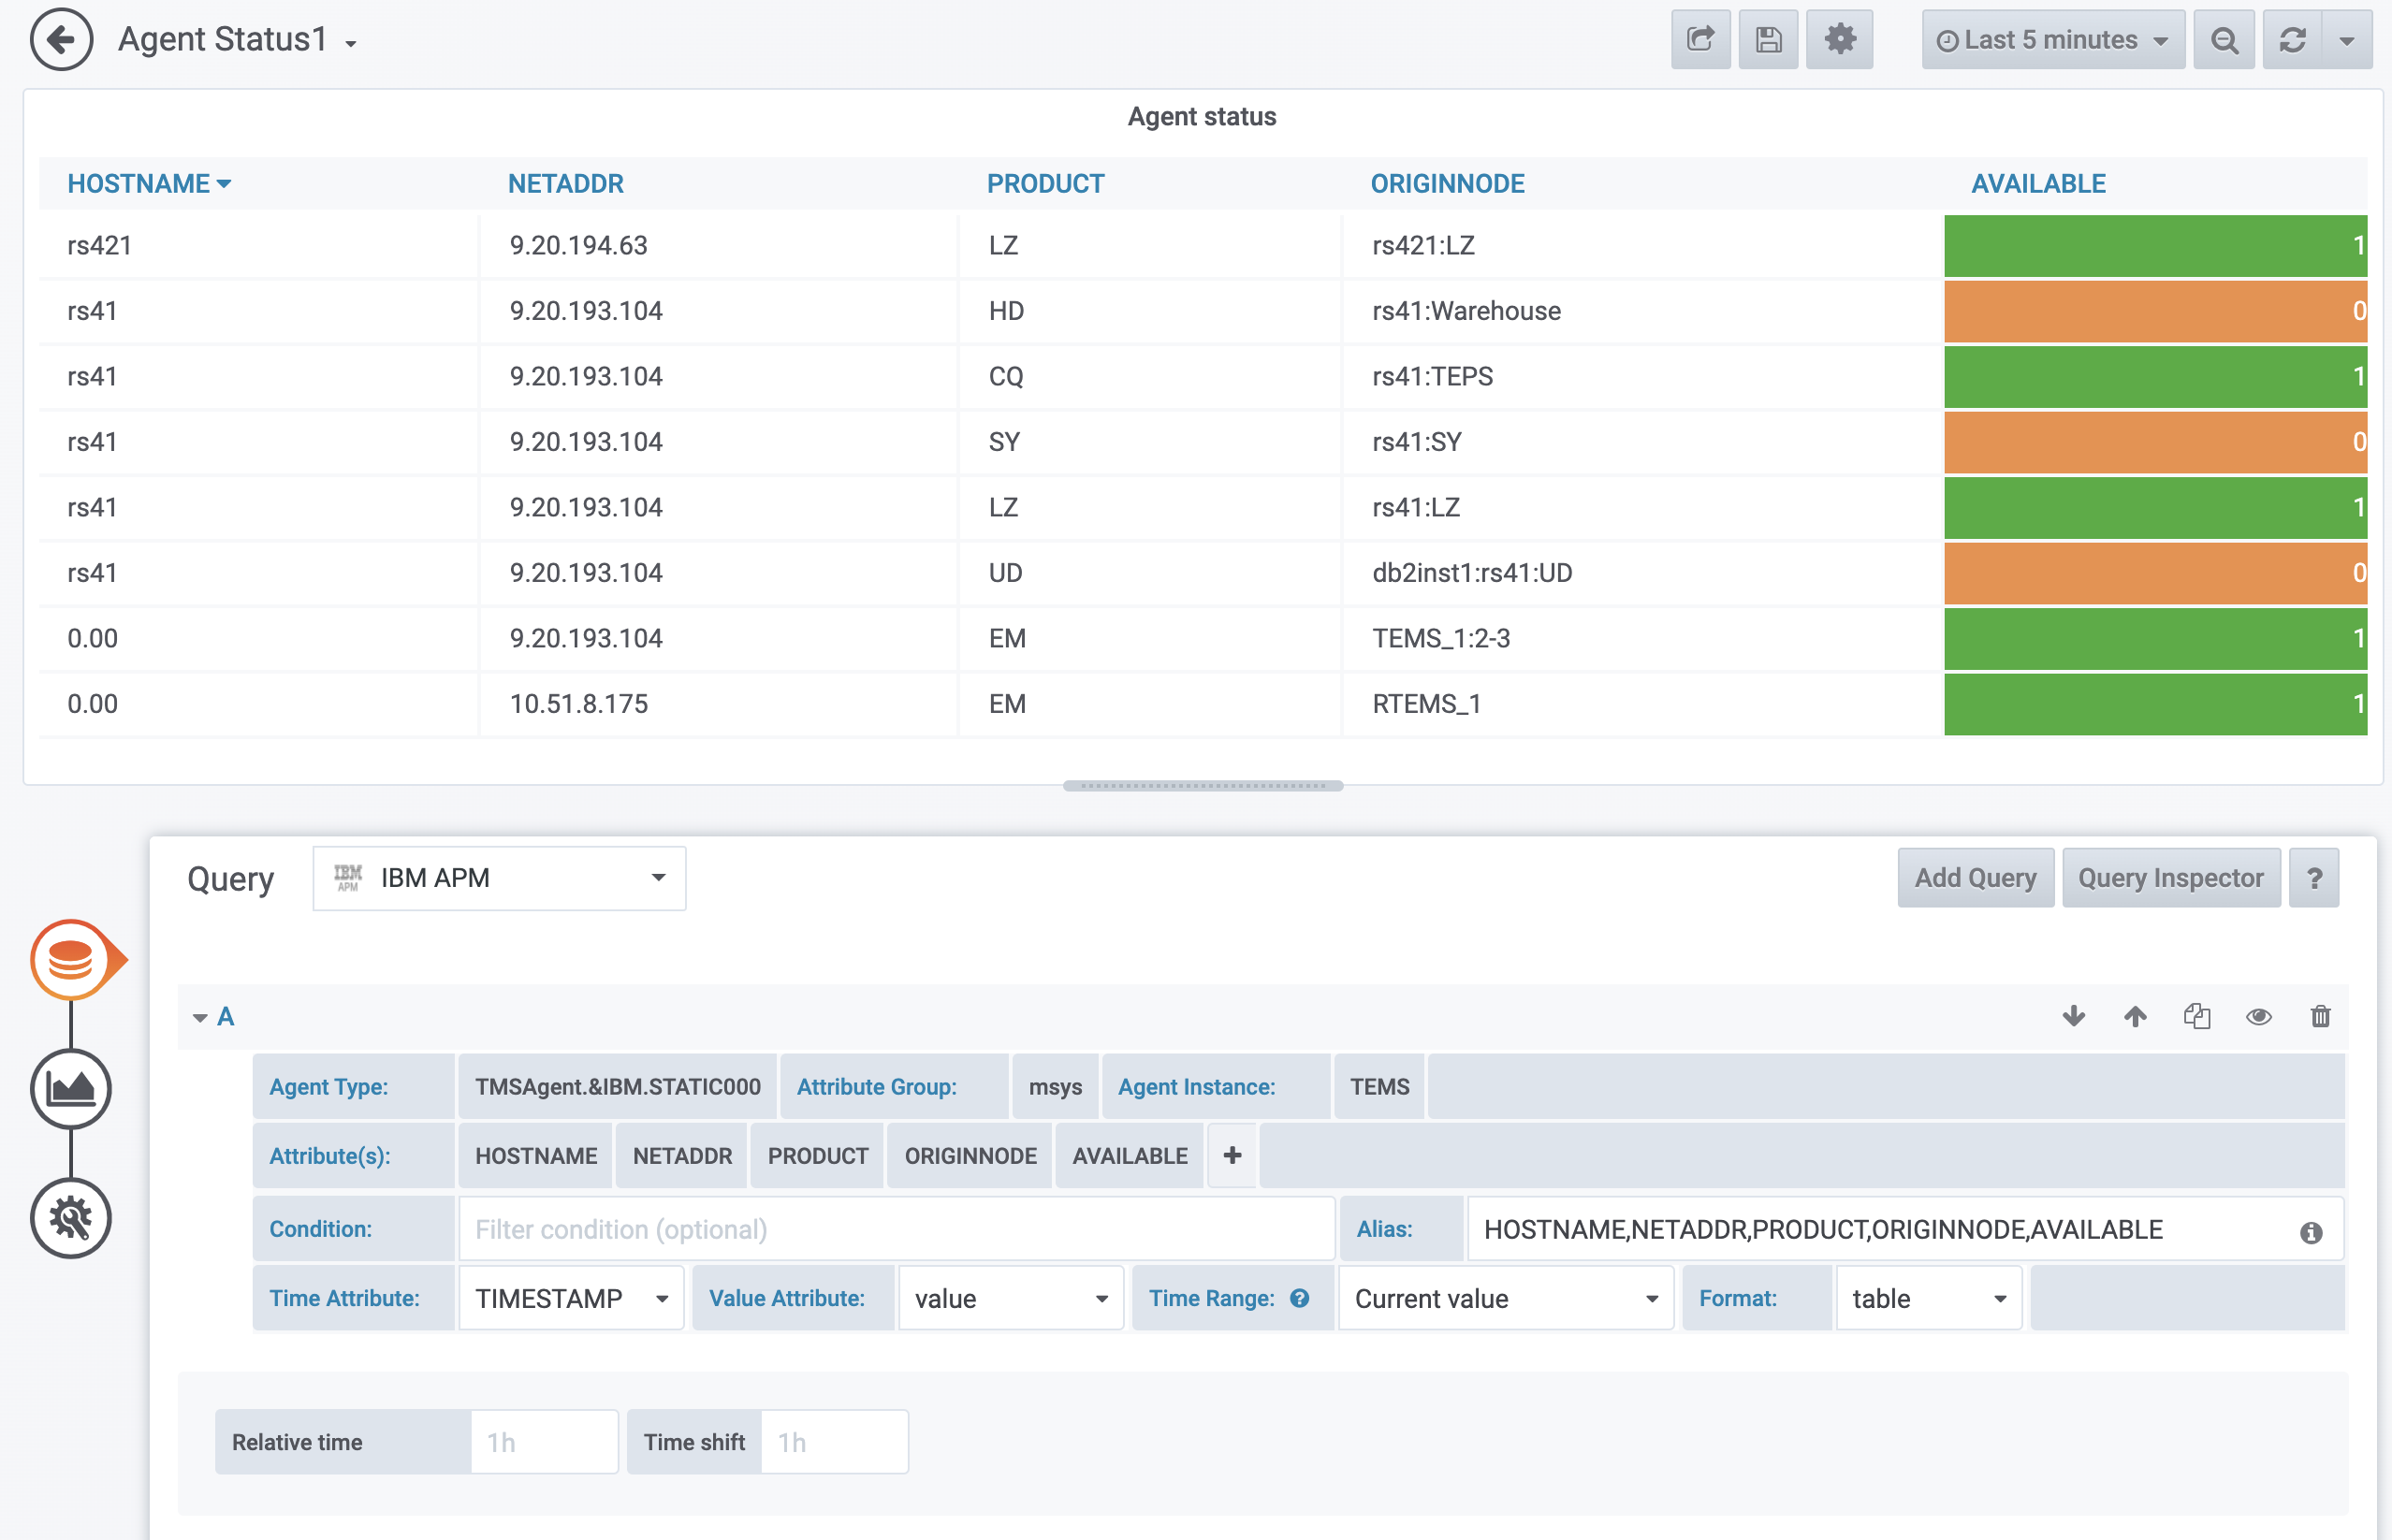 Agent Status1
Last 5 minutes
Agent status
HOSTNAME NETADDR PRODUCT ORIGINNODE AVAILABLE
rs421 9.20.194.63 LZ rs421:LZ 1
rs41 9.20.193.104 HD rs41:Warehouse 0
rs41 9.20.193.104 CQ rs41:TEPS 1
rs41 9.20.193.104 SY rs41:SY 0
rs41 9.20.193.104 LZ rs41:LZ 1
rs41 9.20.193.104 UD db2inst1:rs41:UD 0
0.00 9.20.193.104 EM TEMS_1:2-3 1
0.00 10.51.8.175 EM RTEMS_1 1
Query IBM APM IBM APM Add Query Query Inspector ?
A
Agent Type: TMSAgent.&IBM.STATIC000 Attribute Group: msys Agent Instance: TEMS
Attribute(s): HOSTNAME NETADDR PRODUCT ORIGINNODE AVAILABLE +
Condition: Filter condition (optional) Alias: HOSTNAME,NETADDR,PRODUCT,ORIGINNODE,AVAILABLE
Time Attribute: TIMESTAMP Value Attribute: value Time Range: ? Current value Format: table
Relative time 1h Time shift 1h